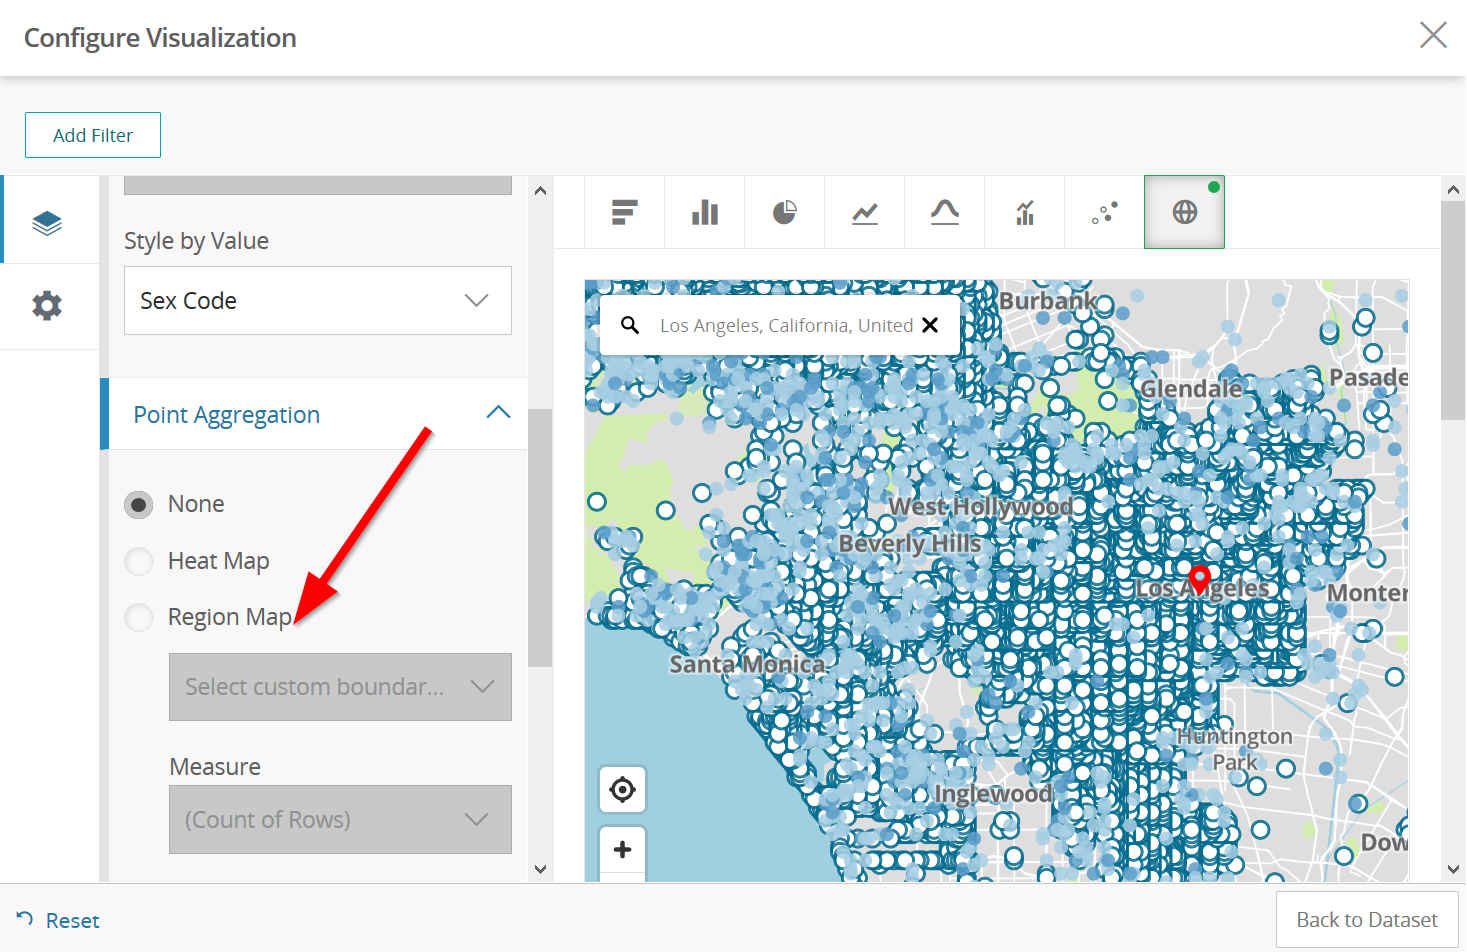 Configure Visualization
Add Filter
Style by Value
Sex Code
Point Aggregation
None
Heat Map
Region Map
Select custom boundar...
Measure
(Count of Rows)
Los Angeles, California, United
Burbank
Glendale
Pasade
West Hollywood
Beverly Hills
Los Angeles
Monter
Santa Monica
Huntington
Park
Inglewood
Dow
Reset
Back to Dataset